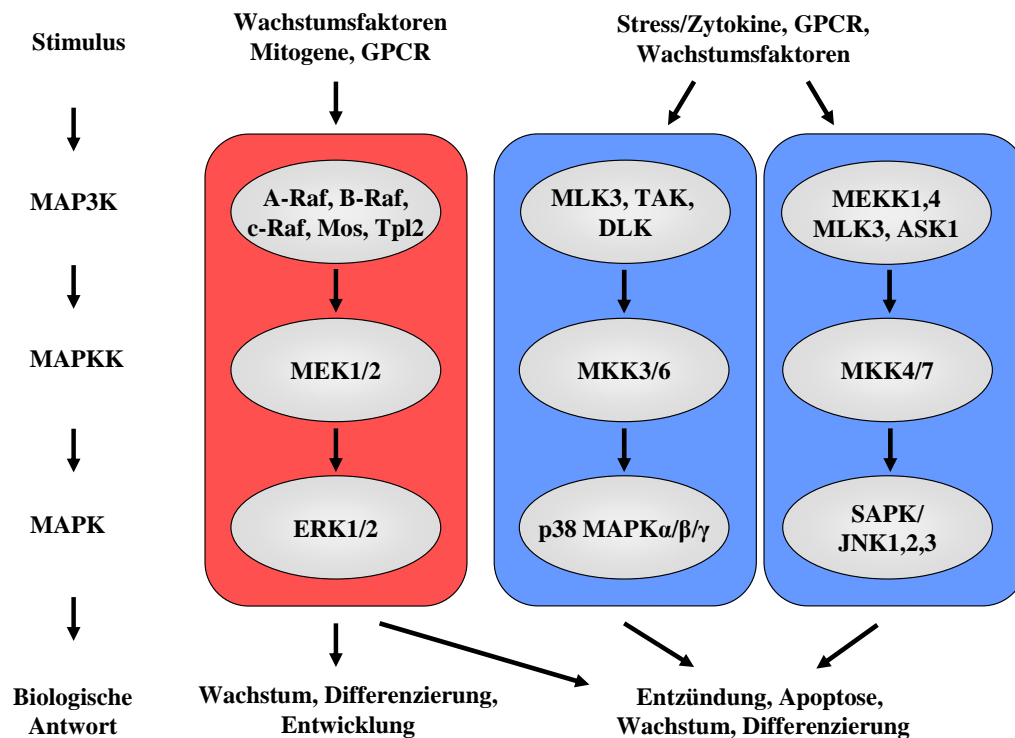 Stimulus
Wachstumsfaktoren
Mitogene, GPCR
Stress/Zytokine, GPCR,
Wachstumsfaktoren
MAP3K
A-Raf, B-Raf,
c-Raf, Mos, Tpl2
MLK3, TAK,
DLK
MEKK1,4
MLK3, ASK1
MAPKK
MEK1/2
MKK3/6
MKK4/7
MAPK
ERK1/2
p38 MAPKα/β/γ
SAPK/
JNK1,2,3
Biologische
Antwort
Wachstum, Differenzierung,
Entwicklung
Entzündung, Apoptose,
Wachstum, Differenzierung